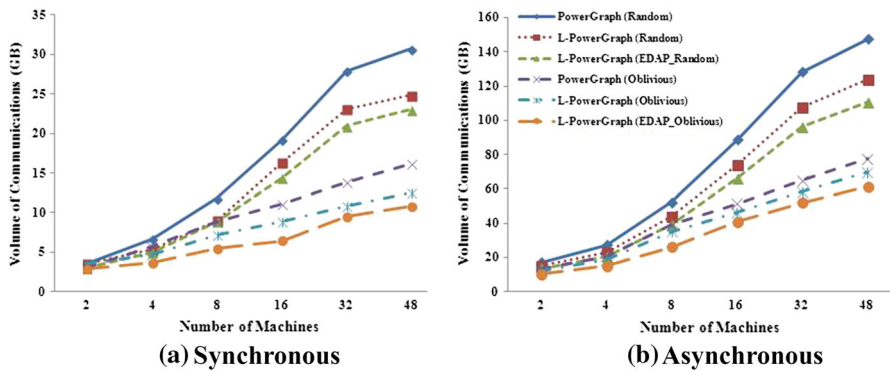 35
30
25
20
15
10
5
0
Volume of Communications (GB)
2 4 8 16 32 48
Number of Machines
(a) Synchronous
160
140
120
100
80
60
40
20
0
Volume of Communications (GB)
PowerGraph (Random)
L-PowerGraph (Random)
L-PowerGraph (EDAP_Random)
PowerGraph (Oblivious)
L-PowerGraph (Oblivious)
L-PowerGraph (EDAP_Oblivious)
2 4 8 16 32 48
Number of Machines
(b) Asynchronous